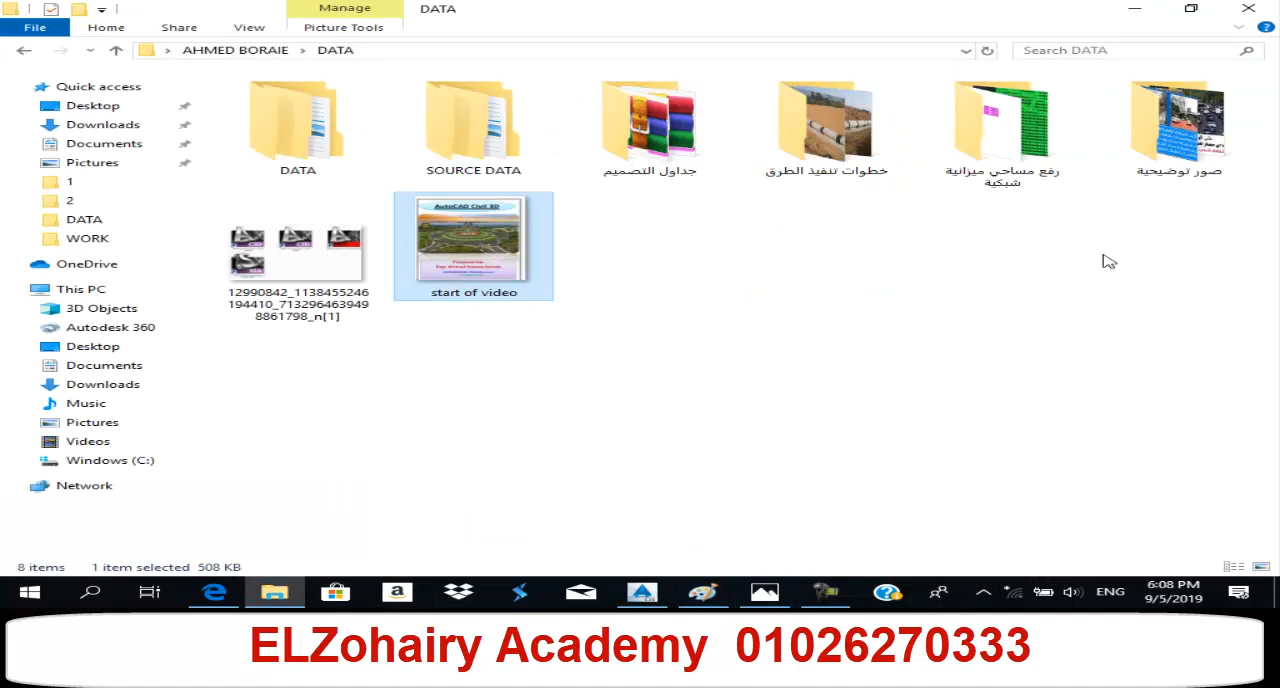 Manage
DATA
File
Home
Share
View
Picture Tools
AHMED BORAIE
DATA
Search DATA
Quick access
Desktop
Downloads
Documents
Pictures
1
2
DATA
WORK
OneDrive
This PC
3D Objects
Autodesk 360
Desktop
Documents
Downloads
Music
Pictures
Videos
Windows (C:)
Network
DATA
SOURCE DATA
جداول التصميم
خطوات تنفيذ الطرق
رفع مساحي ميزانية
شبكية
صور توضيحية
12990842_1138455246
194410_713296463949
8861798_n[1]
AutoCAD Civil 3D
start of video
8 items
1 item selected 508 KB
ENG
6:08 PM
9/5/2019
ELZohairy Academy 01026270333